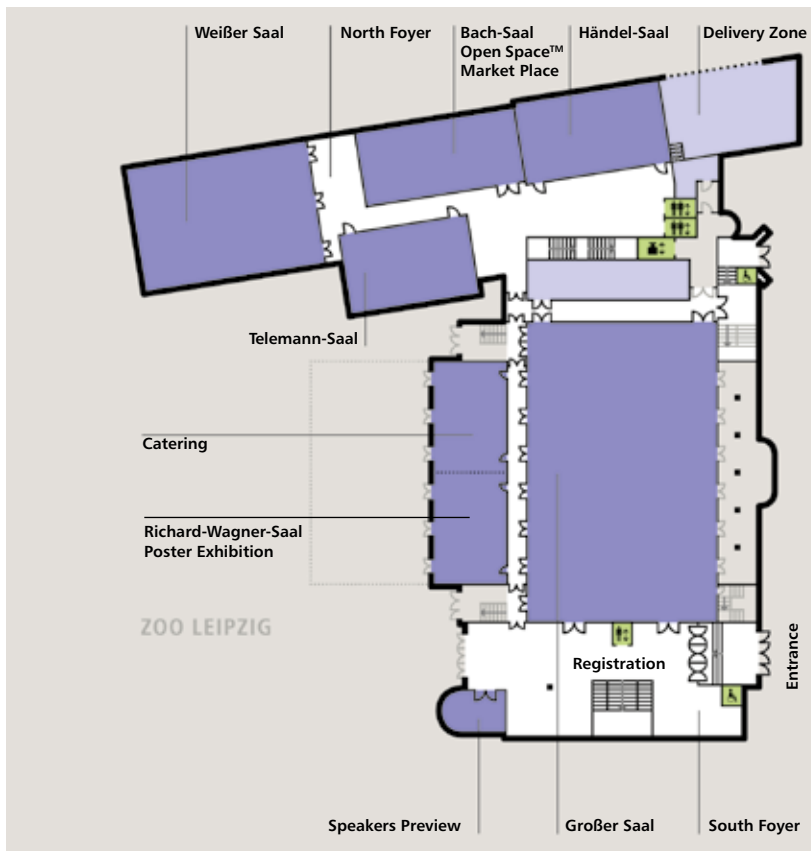 Weißer Saal
North Foyer
Bach-Saal
Open Space™
Market Place
Händel-Saal
Delivery Zone
Telemann-Saal
Catering
Richard-Wagner-Saal
Poster Exhibition
ZOO LEIPZIG
Registration
Entrance
Speakers Preview
Großer Saal
South Foyer